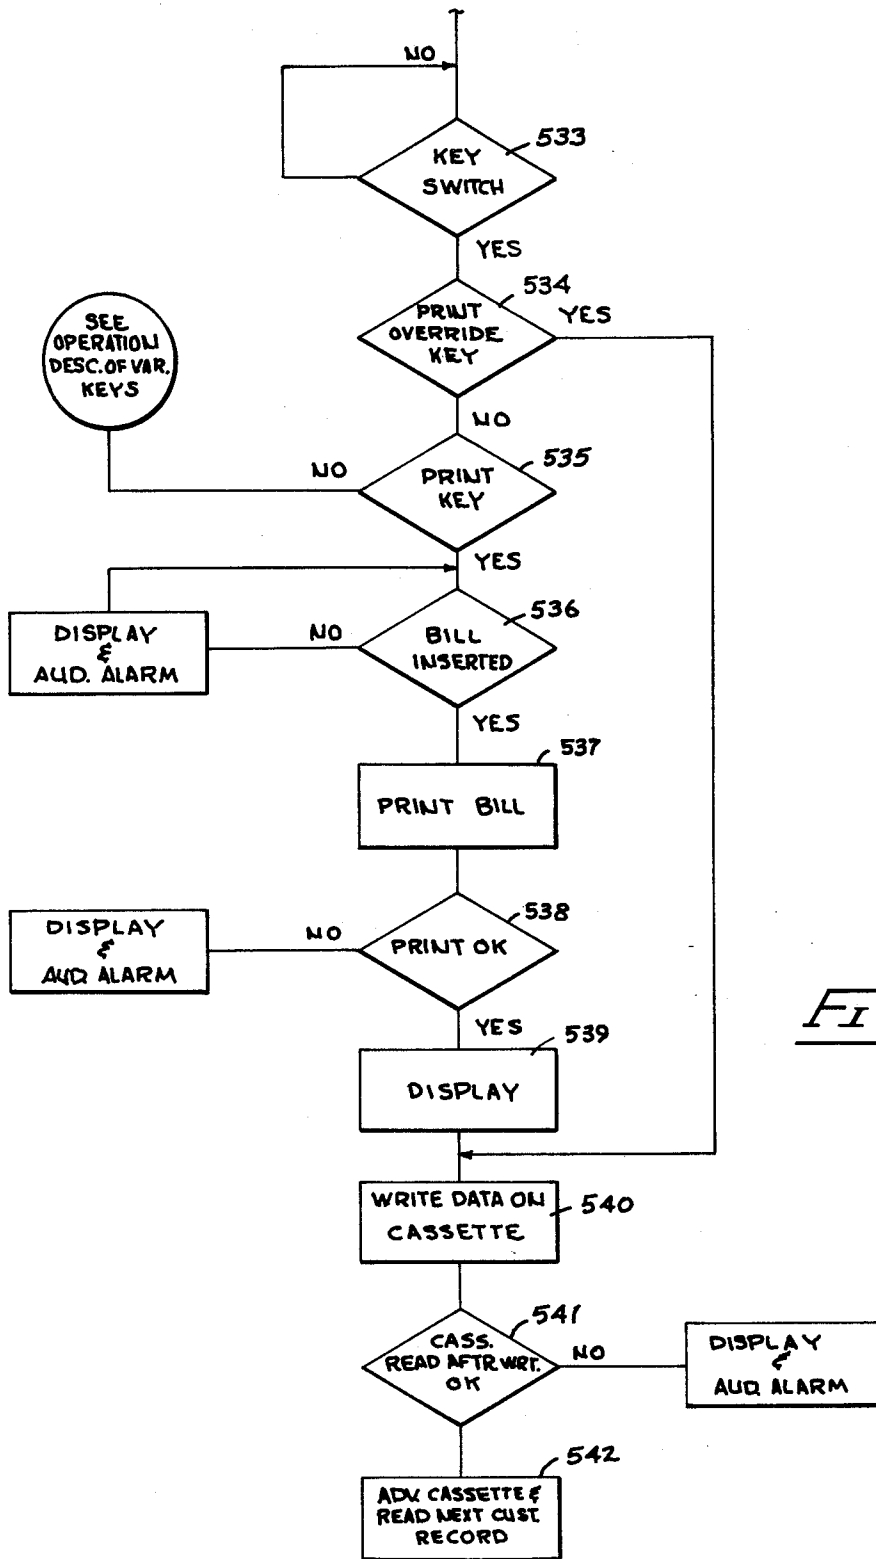 NO
KEY
SWITCH
533
YES
534
PRINT
OVERRIDE
KEY
YES
SEE
OPERATION
DESC. OF VAR.
KEYS
NO
535
PRINT
KEY
NO
YES
536
BILL
INSERTED
NO
DISPLAY
&
AUD. ALARM
YES
537
PRINT BILL
538
PRINT OK
NO
DISPLAY
&
AUD. ALARM
YES
539
DISPLAY
FI
WRITE DATA ON
CASSETTE
540
541
CASS.
READ AFTR WRT.
OK
NO
DISPLAY
&
AUD. ALARM
542
ADV. CASSETTE &
READ NEXT CUST.
RECORD